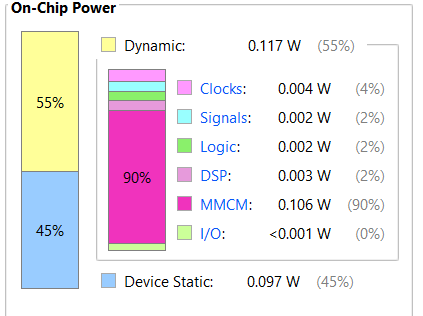 On-Chip Power
55%
45%
Dynamic: 0.117 W (55%)
90%
Clocks: 0.004 W (4%)
Signals: 0.002 W (2%)
Logic: 0.002 W (2%)
DSP: 0.003 W (2%)
MMCM: 0.106 W (90%)
I/O: <0.001 W (0%)
Device Static: 0.097 W (45%)